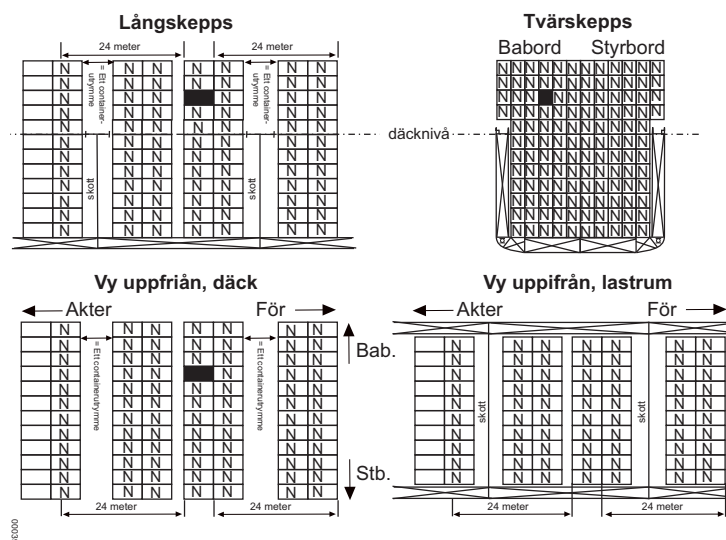 Långskepps
Tvärskepps
24 meter
24 meter
Babord
Styrbord
= Ett container-
utrymme
= Ett container-
utrymme
däcknivå
skott
skott
Vy uppfriån, däck
Vy uppifrån, lastrum
Akter
För
Akter
För
= Ett containerutrymme
= Ett containerutrymme
Bab.
Stb.
skott
skott
24 meter
24 meter
24 meter
24 meter